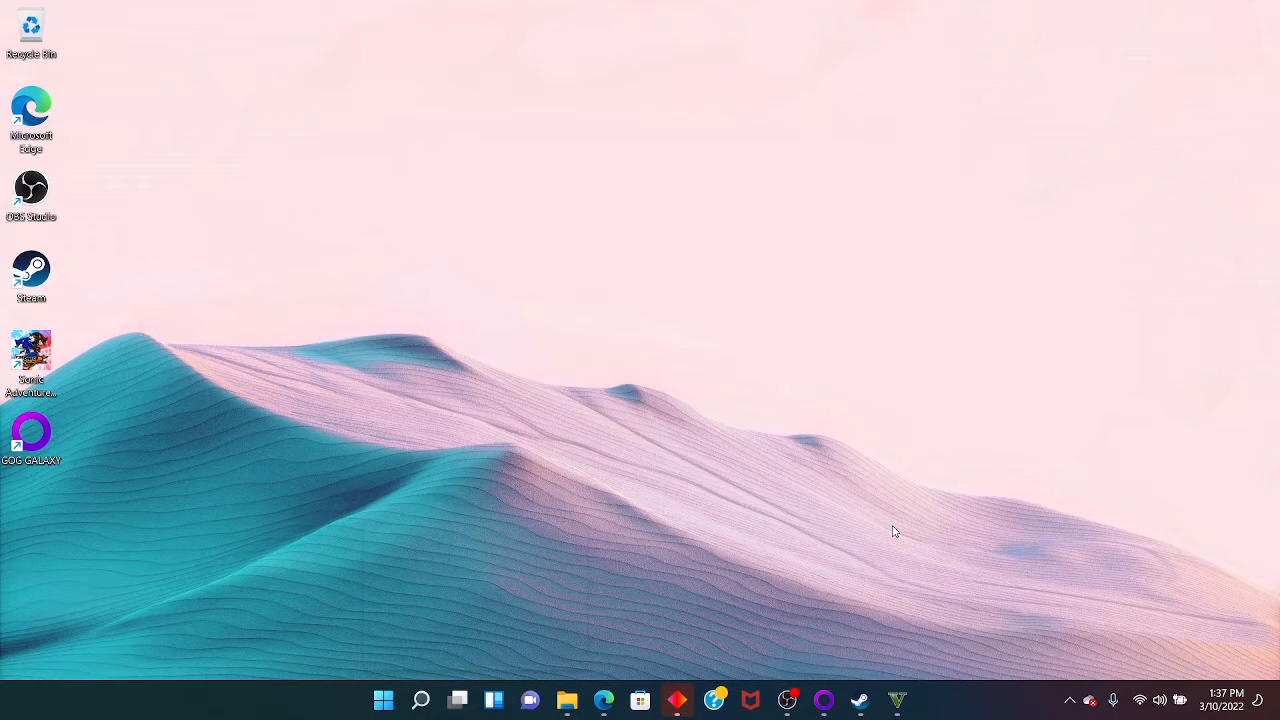 Recycle Bin
Microsoft
Edge
OBS Studio
Steam
Sonic
Adventure...
GOG GALAXY
1:37 PM
3/10/2022